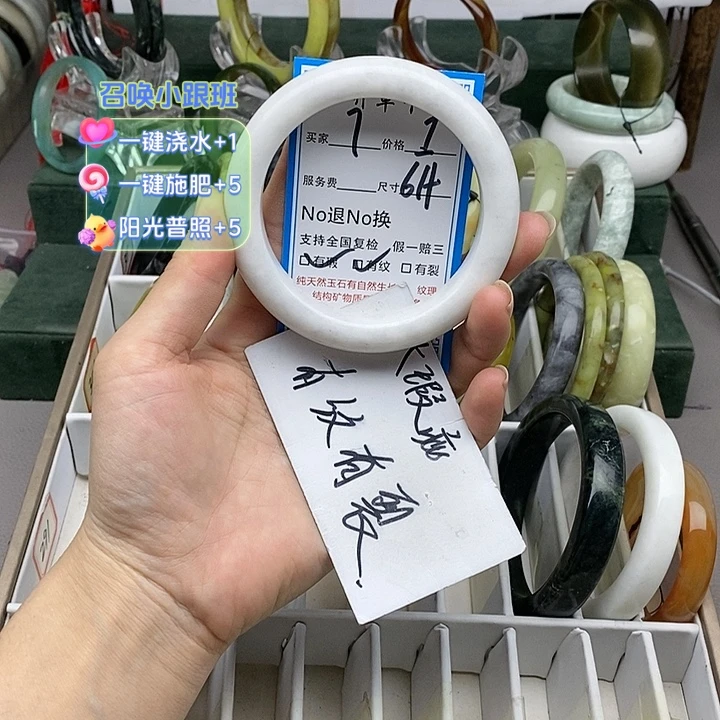 召唤小跟班
一键浇水+1
一键施肥+5
阳光普照+5
买家 7 价格 1
服务费 尺寸 61
No退No换
支持全国复检 假一赔三
有瑕 有纹 有裂
纯天然玉石有自然生 纹理
结构矿物质
有纹有裂.